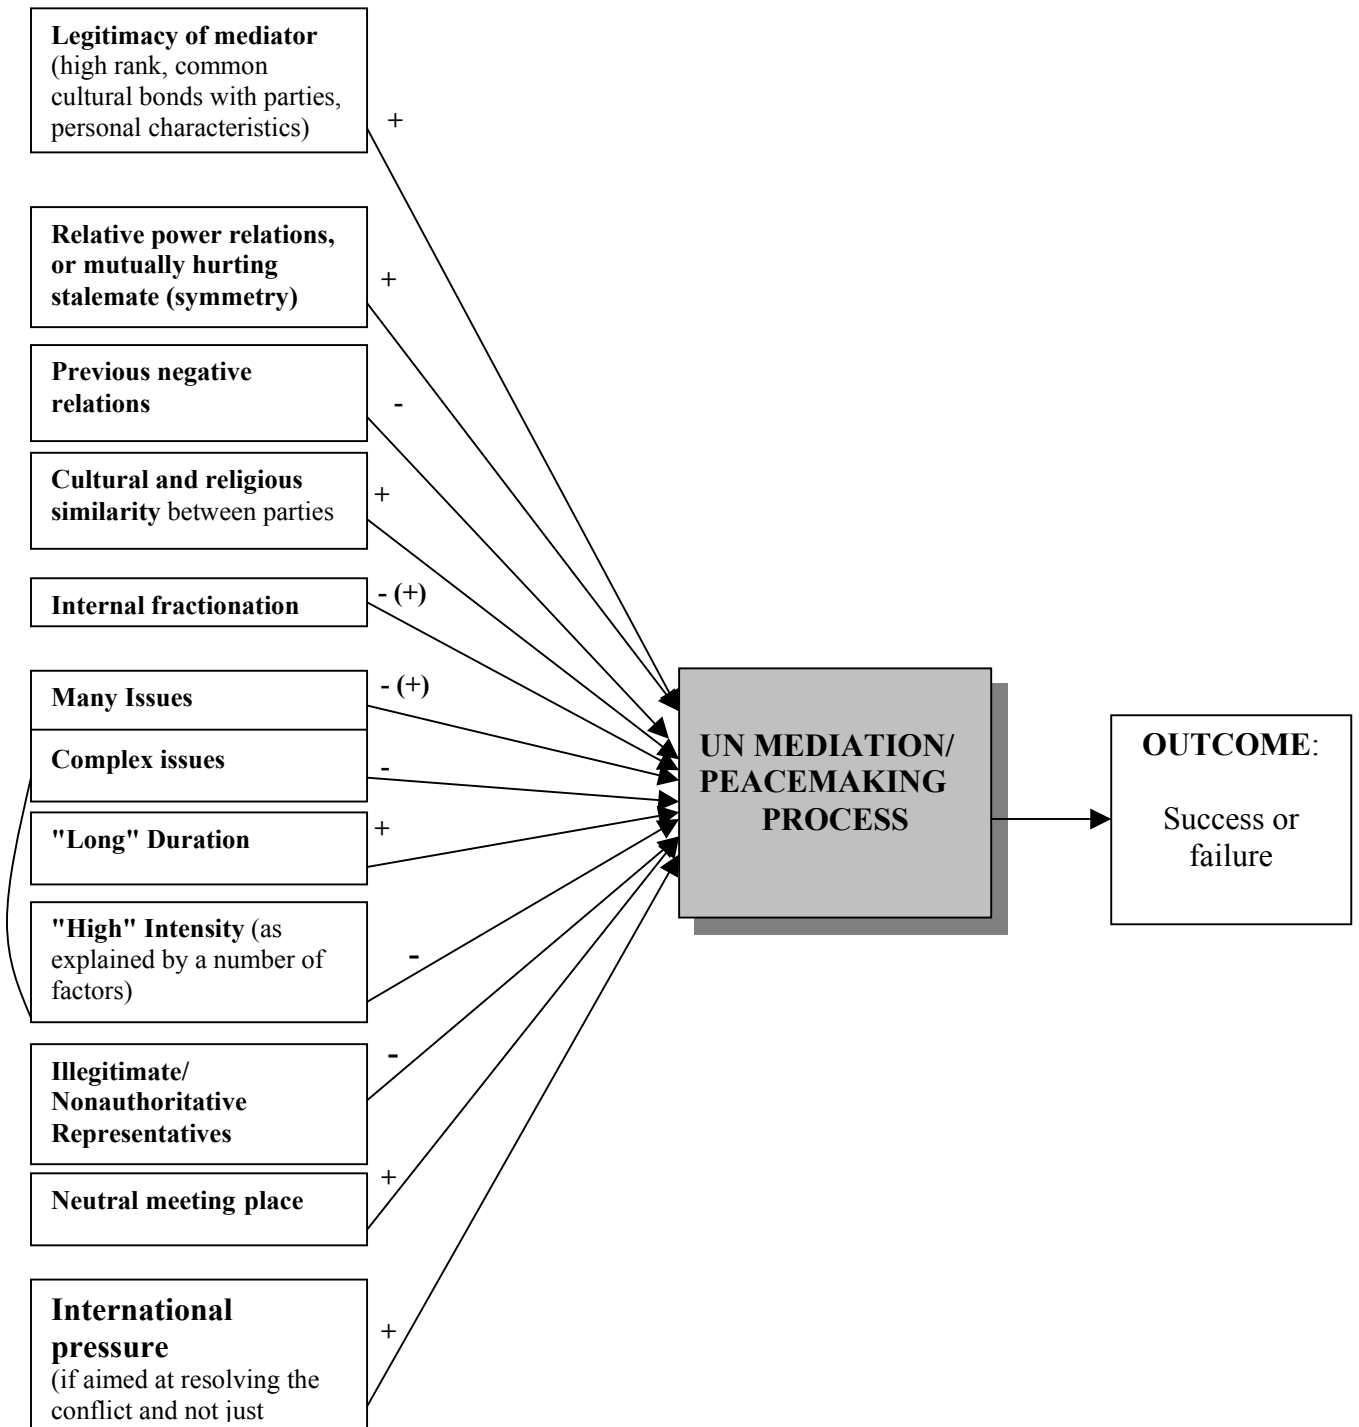 Legitimacy of mediator
(high rank, common
cultural bonds with parties,
personal characteristics)
+
Relative power relations,
or mutually hurting
stalemate (symmetry)
+
Previous negative
relations
-
Cultural and religious
similarity between parties
+
Internal fractionation
- (+)
Many Issues
- (+)
Complex issues
-
"Long" Duration
+
"High" Intensity (as
explained by a number of
factors)
-
Illegitimate/
Nonauthoritative
Representatives
-
Neutral meeting place
+
International
pressure
(if aimed at resolving the
conflict and not just
+
UN MEDIATION/
PEACEMAKING
PROCESS
OUTCOME:
Success or
failure